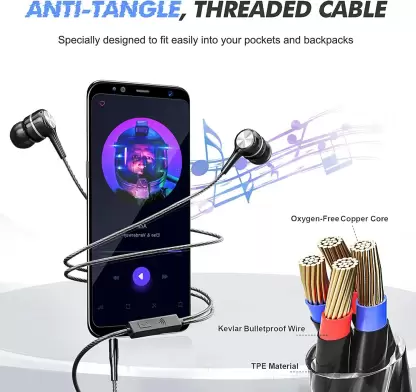 ANTI-TANGLE, THREADED CABLE
Specially designed to fit easily into your pockets and backpacks
Oxygen-Free Copper Core
Kevlar Bulletproof Wire
TPE Material